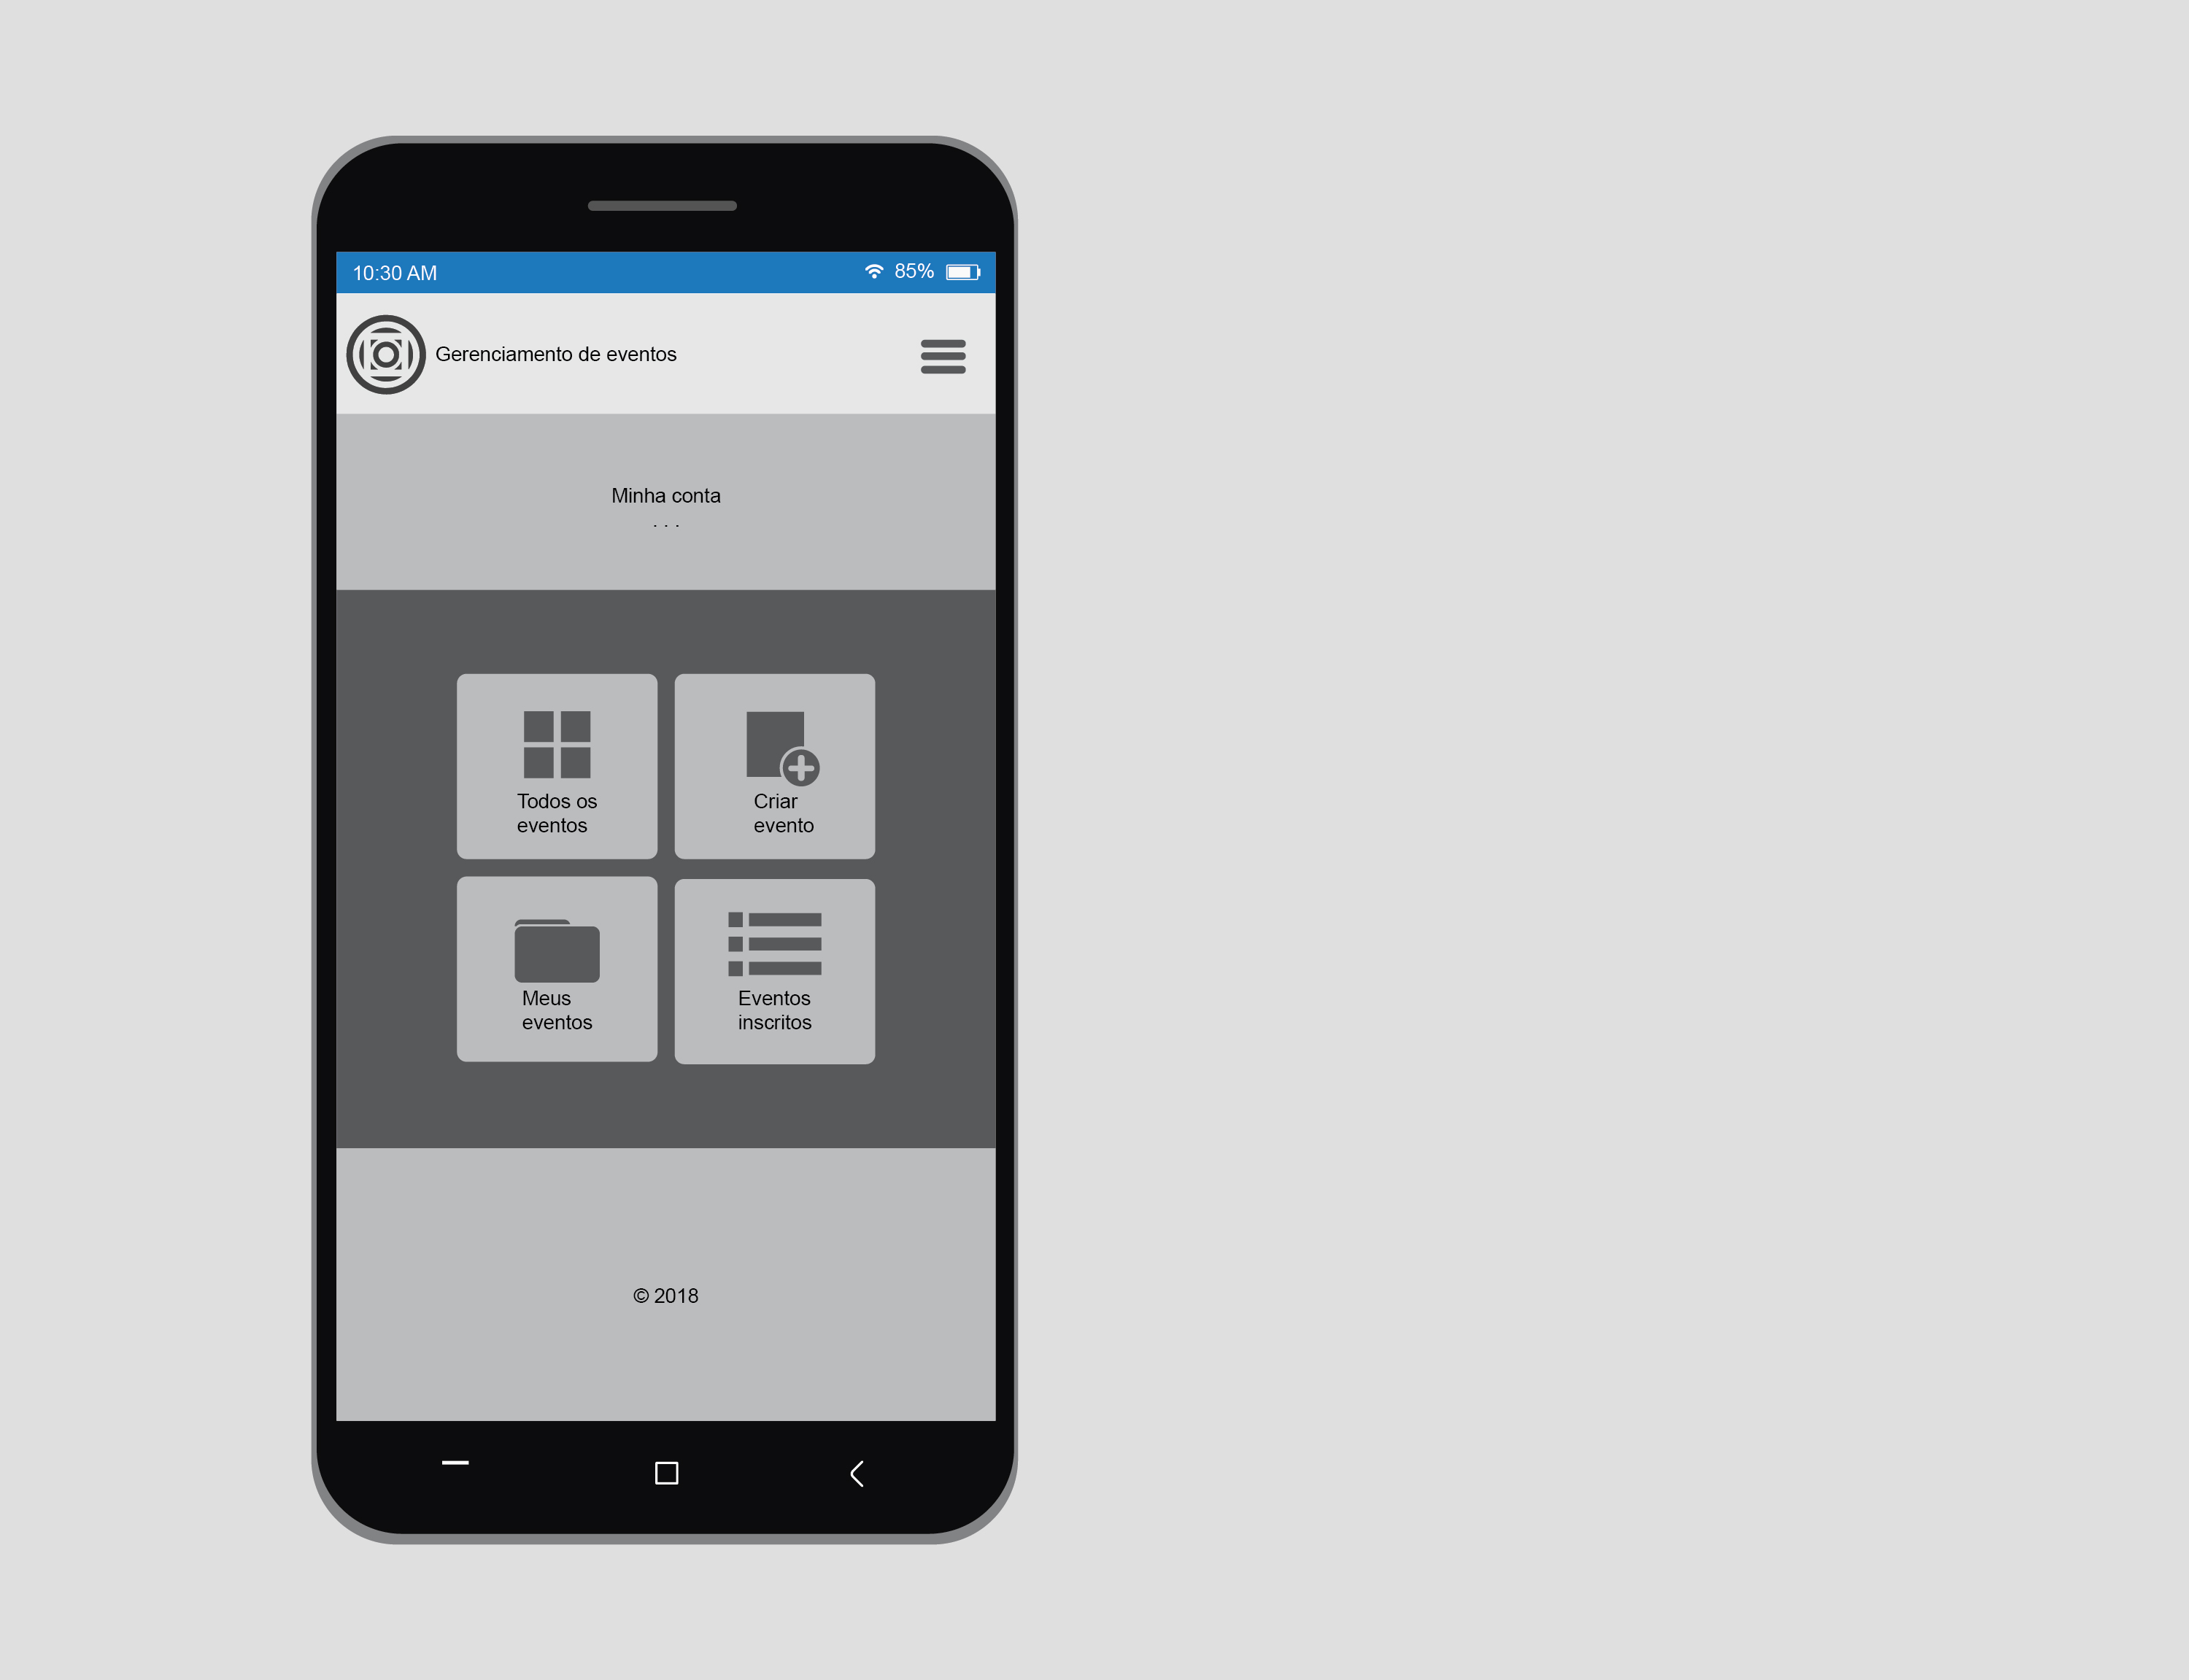 10:30 AM
85%
Gerenciamento de eventos
Minha conta
. . .
Todos os
eventos
Criar
evento
Meus
eventos
Eventos
inscritos
© 2018